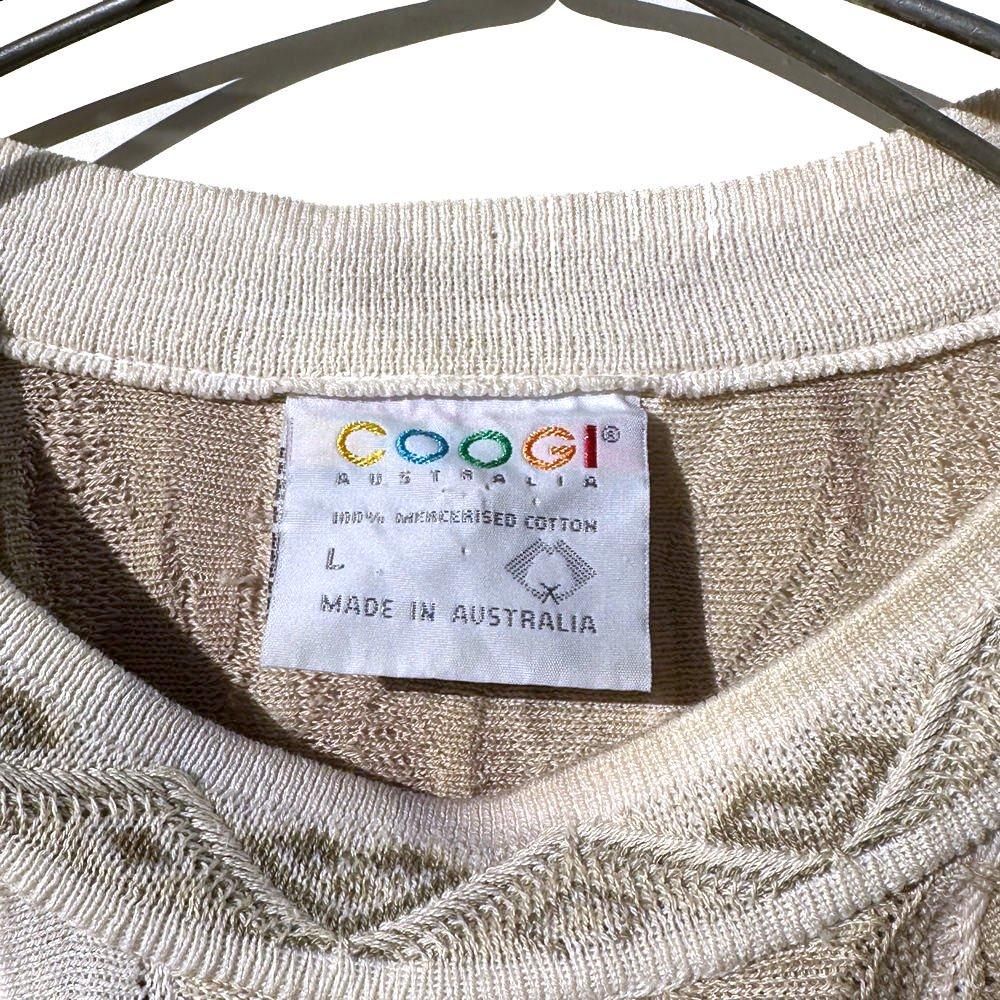 COOGI®
AUSTRALIA
100% MERCERISED COTTON
L
MADE IN AUSTRALIA